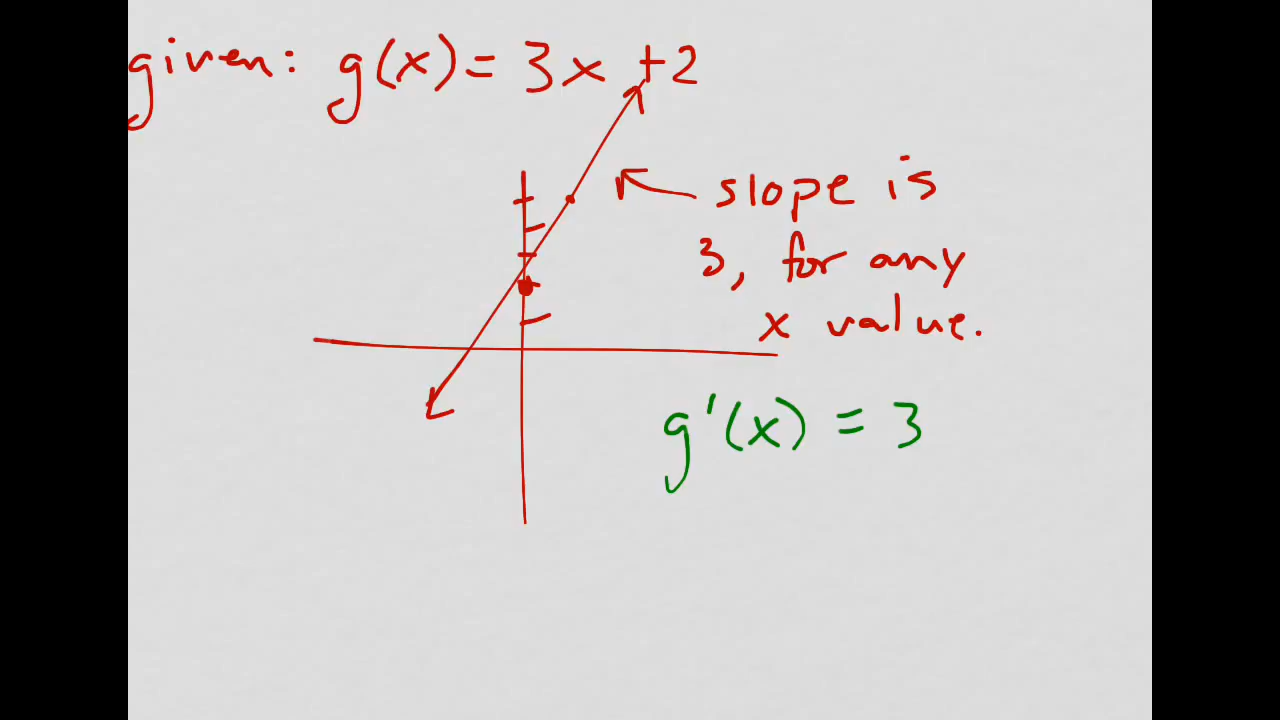 given: g(x) = 3x + 2
slope is
3, for any
x value.
g'(x) = 3